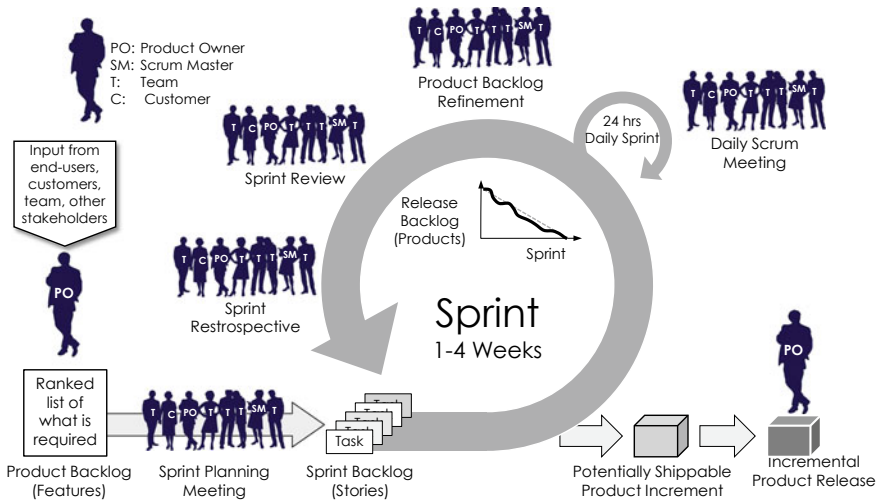 PO: Product Owner
SM: Scrum Master
T: Team
C: Customer
T C PO T T T SM T
Product Backlog
Refinement
T C PO T T T SM T
Sprint Review
24 hrs
Daily Sprint
T C PO T T T SM T
Daily Scrum
Meeting
Input from
end-users,
customers,
team, other
stakeholders
Release
Backlog
(Products)
Sprint
T C PO T T T SM T
Sprint
Restrospective
PO
Sprint
1-4 Weeks
PO
Ranked
list of
what is
required
T C PO T T T SM T
Task
Product Backlog
(Features)
Sprint Planning
Meeting
Sprint Backlog
(Stories)
Potentially Shippable
Product Increment
Incremental
Product Release